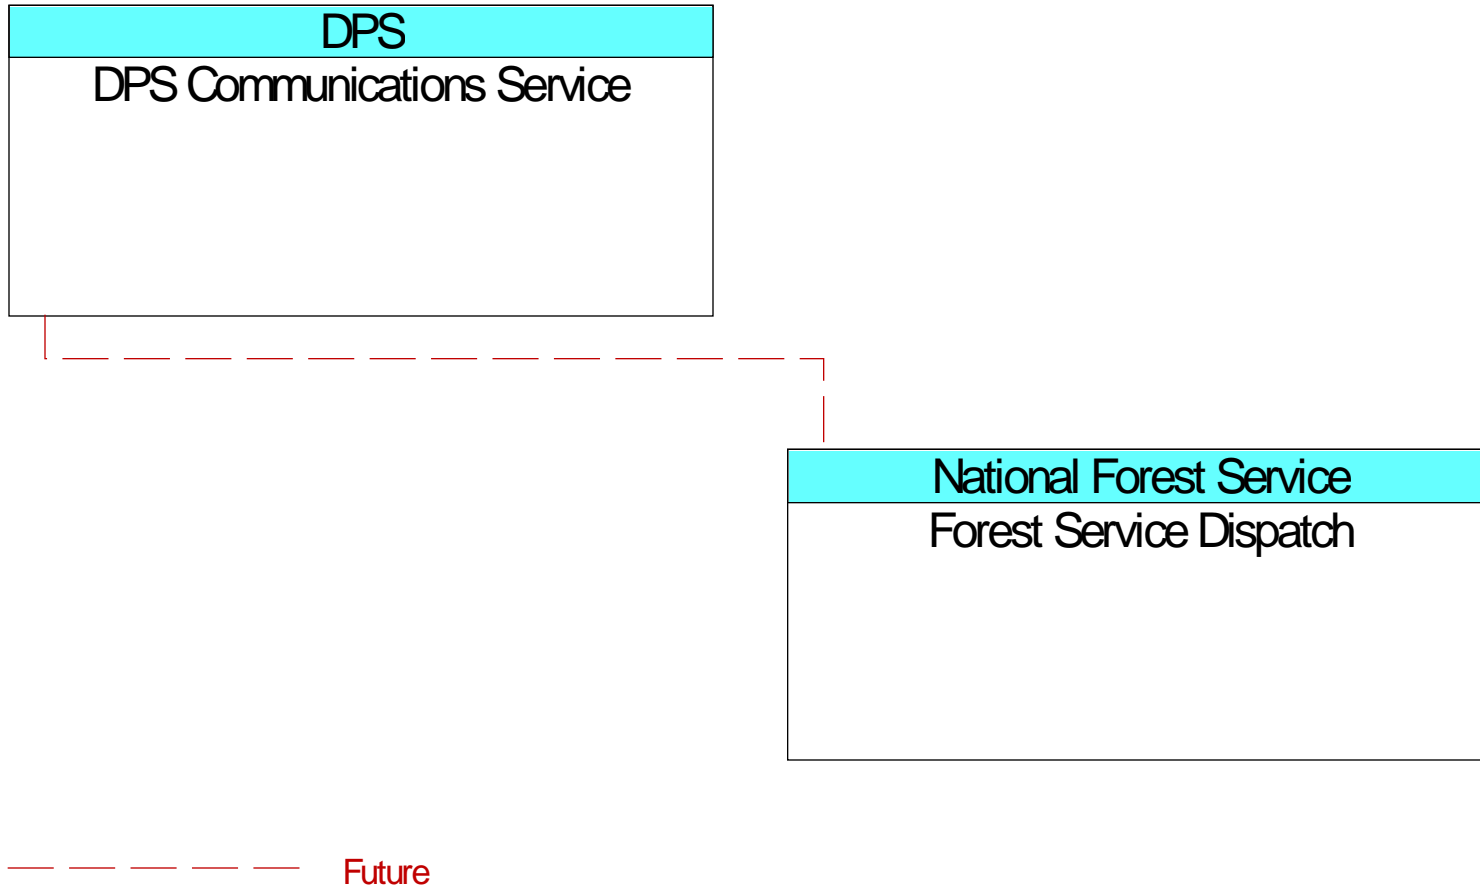 DPS
DPS Communications Service
National Forest Service
Forest Service Dispatch
Future